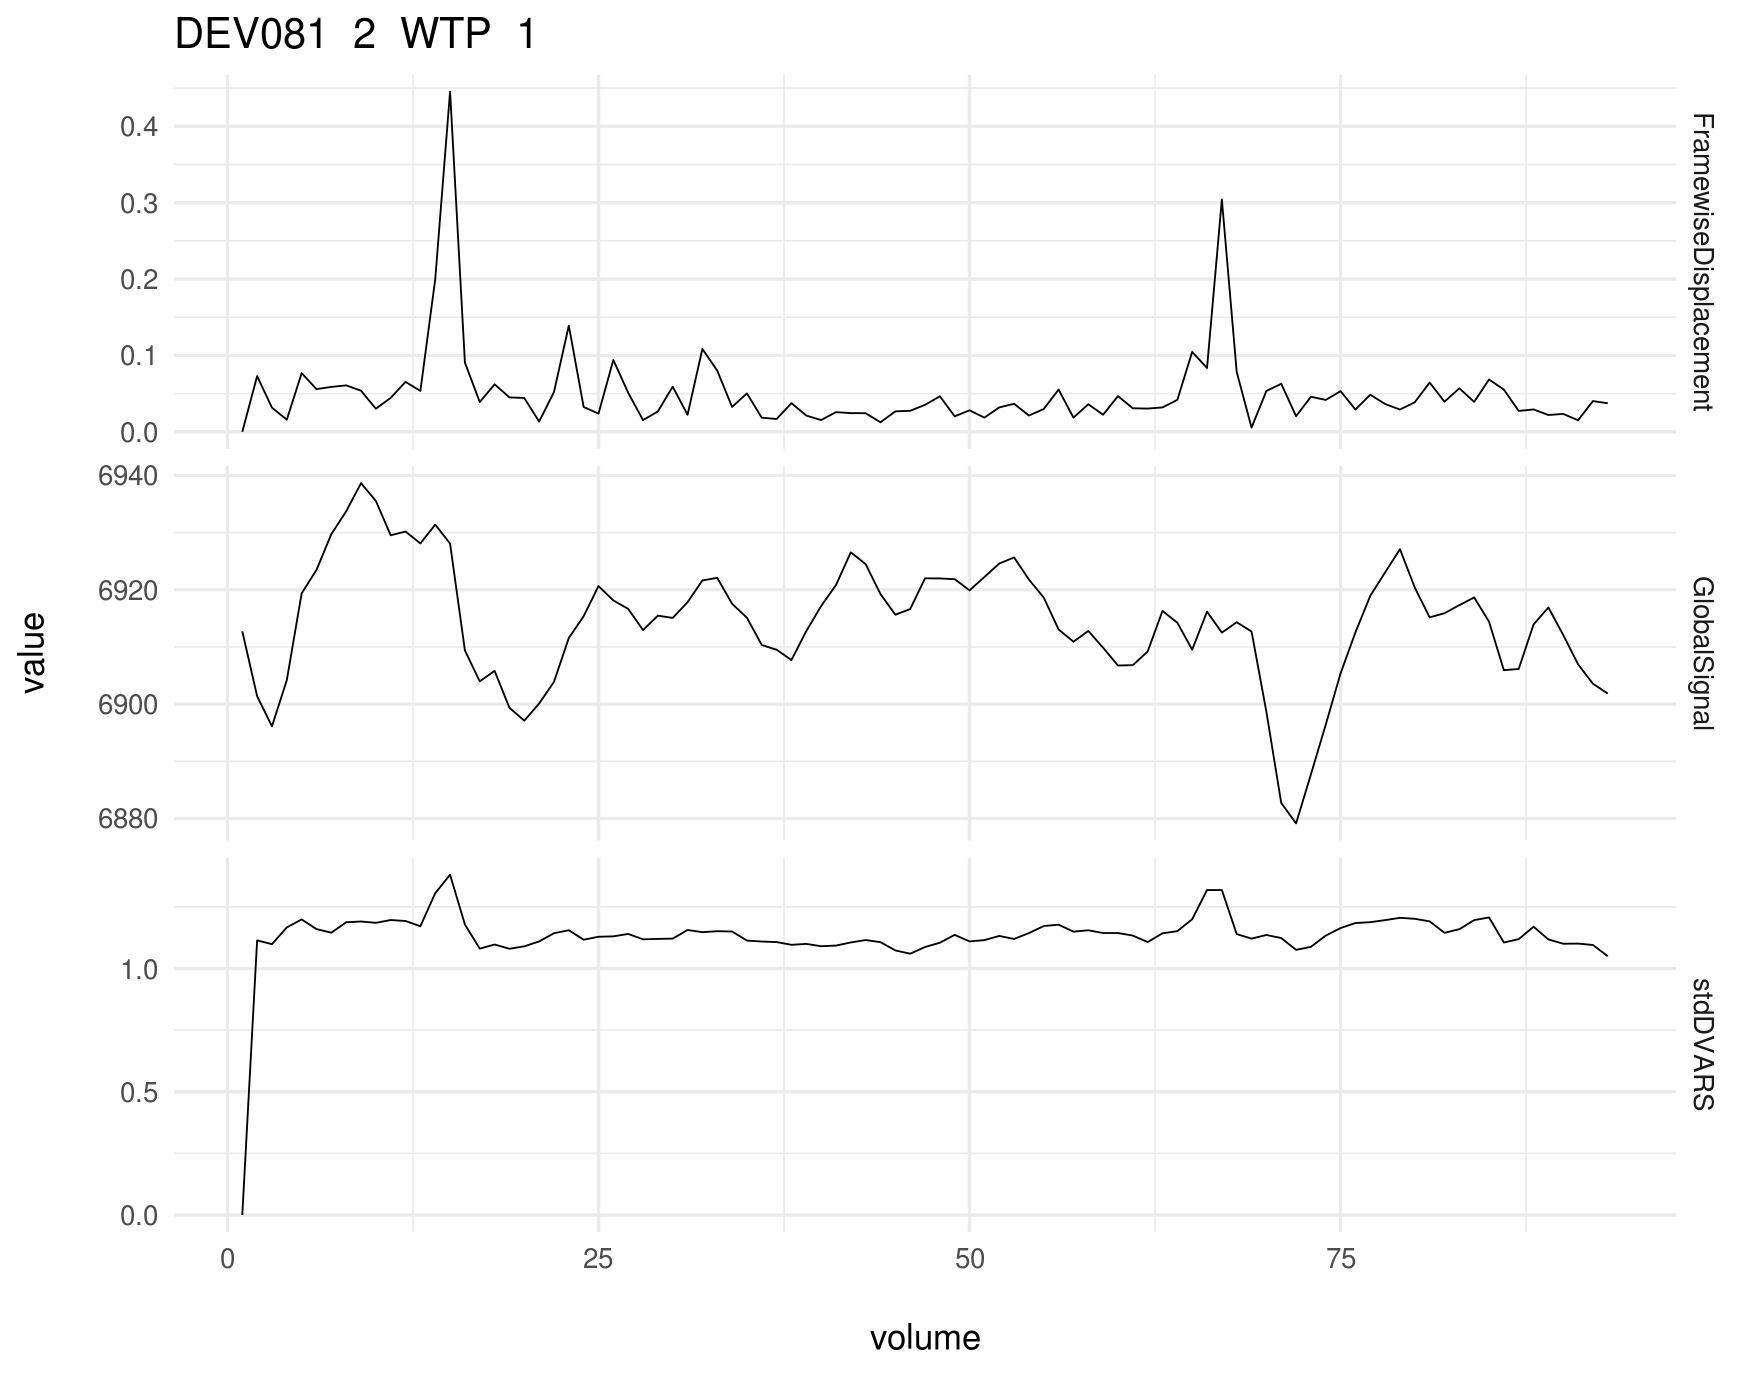 DEV081 2 WTP 1
0.4
0.3
0.2
0.1
0.0
FramewiseDisplacement
6940
6920
6900
6880
GlobalSignal
value
1.0
0.5
0.0
stdDVARS
0 25 50 75
volume